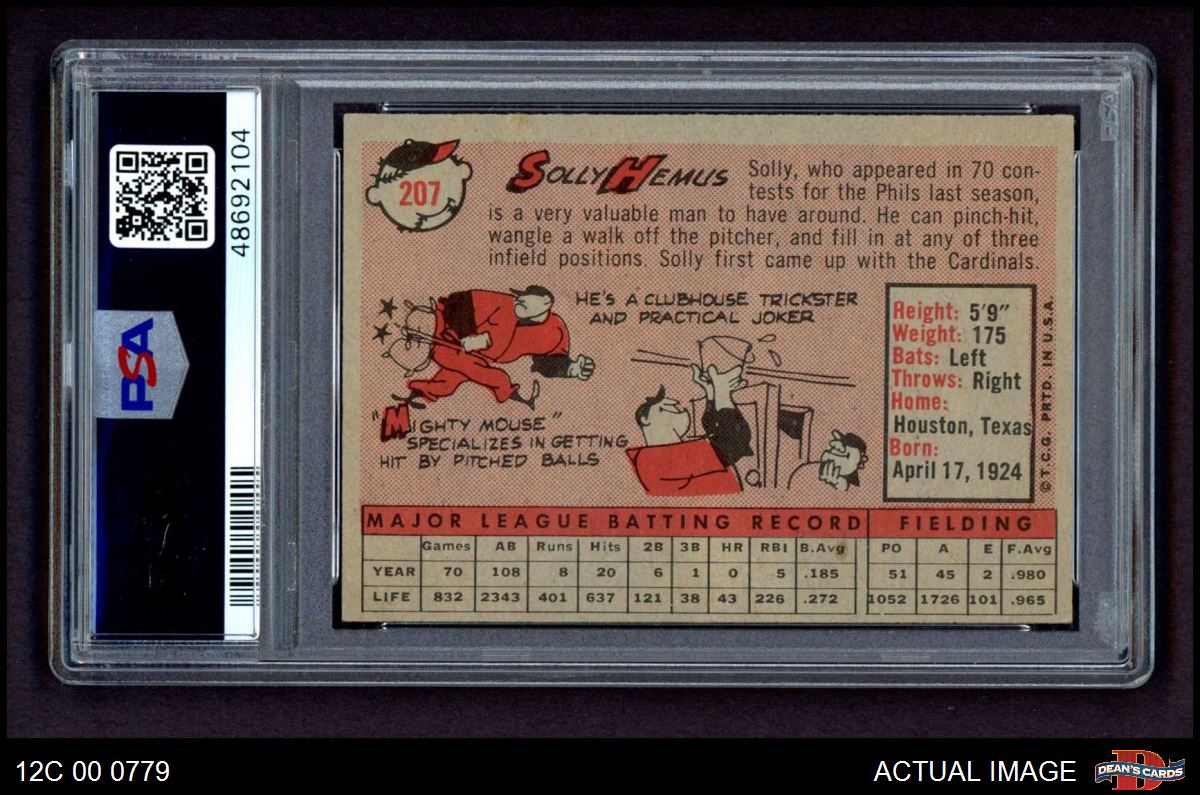 PSA
48692104
PSA
207
SOLLY HEMUS
Solly, who appeared in 70 con-
tests for the Phils last season,
is a very valuable man to have around. He can pinch-hit,
wangle a walk off the pitcher, and fill in at any of three
infield positions. Solly first came up with the Cardinals.
HE'S A CLUBHOUSE TRICKSTER
AND PRACTICAL JOKER
"MIGHTY MOUSE"
SPECIALIZES IN GETTING
HIT BY PITCHED BALLS
Height: 5'9"
Weight: 175
Bats: Left
Throws: Right
Home:
Houston, Texas
Born:
April 17, 1924
©T.C.G. PRTD. IN U.S.A.
MAJOR LEAGUE BATTING RECORD FIELDING
Games AB Runs Hits 2B 3B HR RBI B.Avg PO A E F.Avg
YEAR 70 108 8 20 6 1 0 5 .185 51 45 2 .980
LIFE 832 2343 401 637 121 38 43 226 .272 1052 1726 101 .965
12C 00 0779
ACTUAL IMAGE
D
DEAN'S CARDS